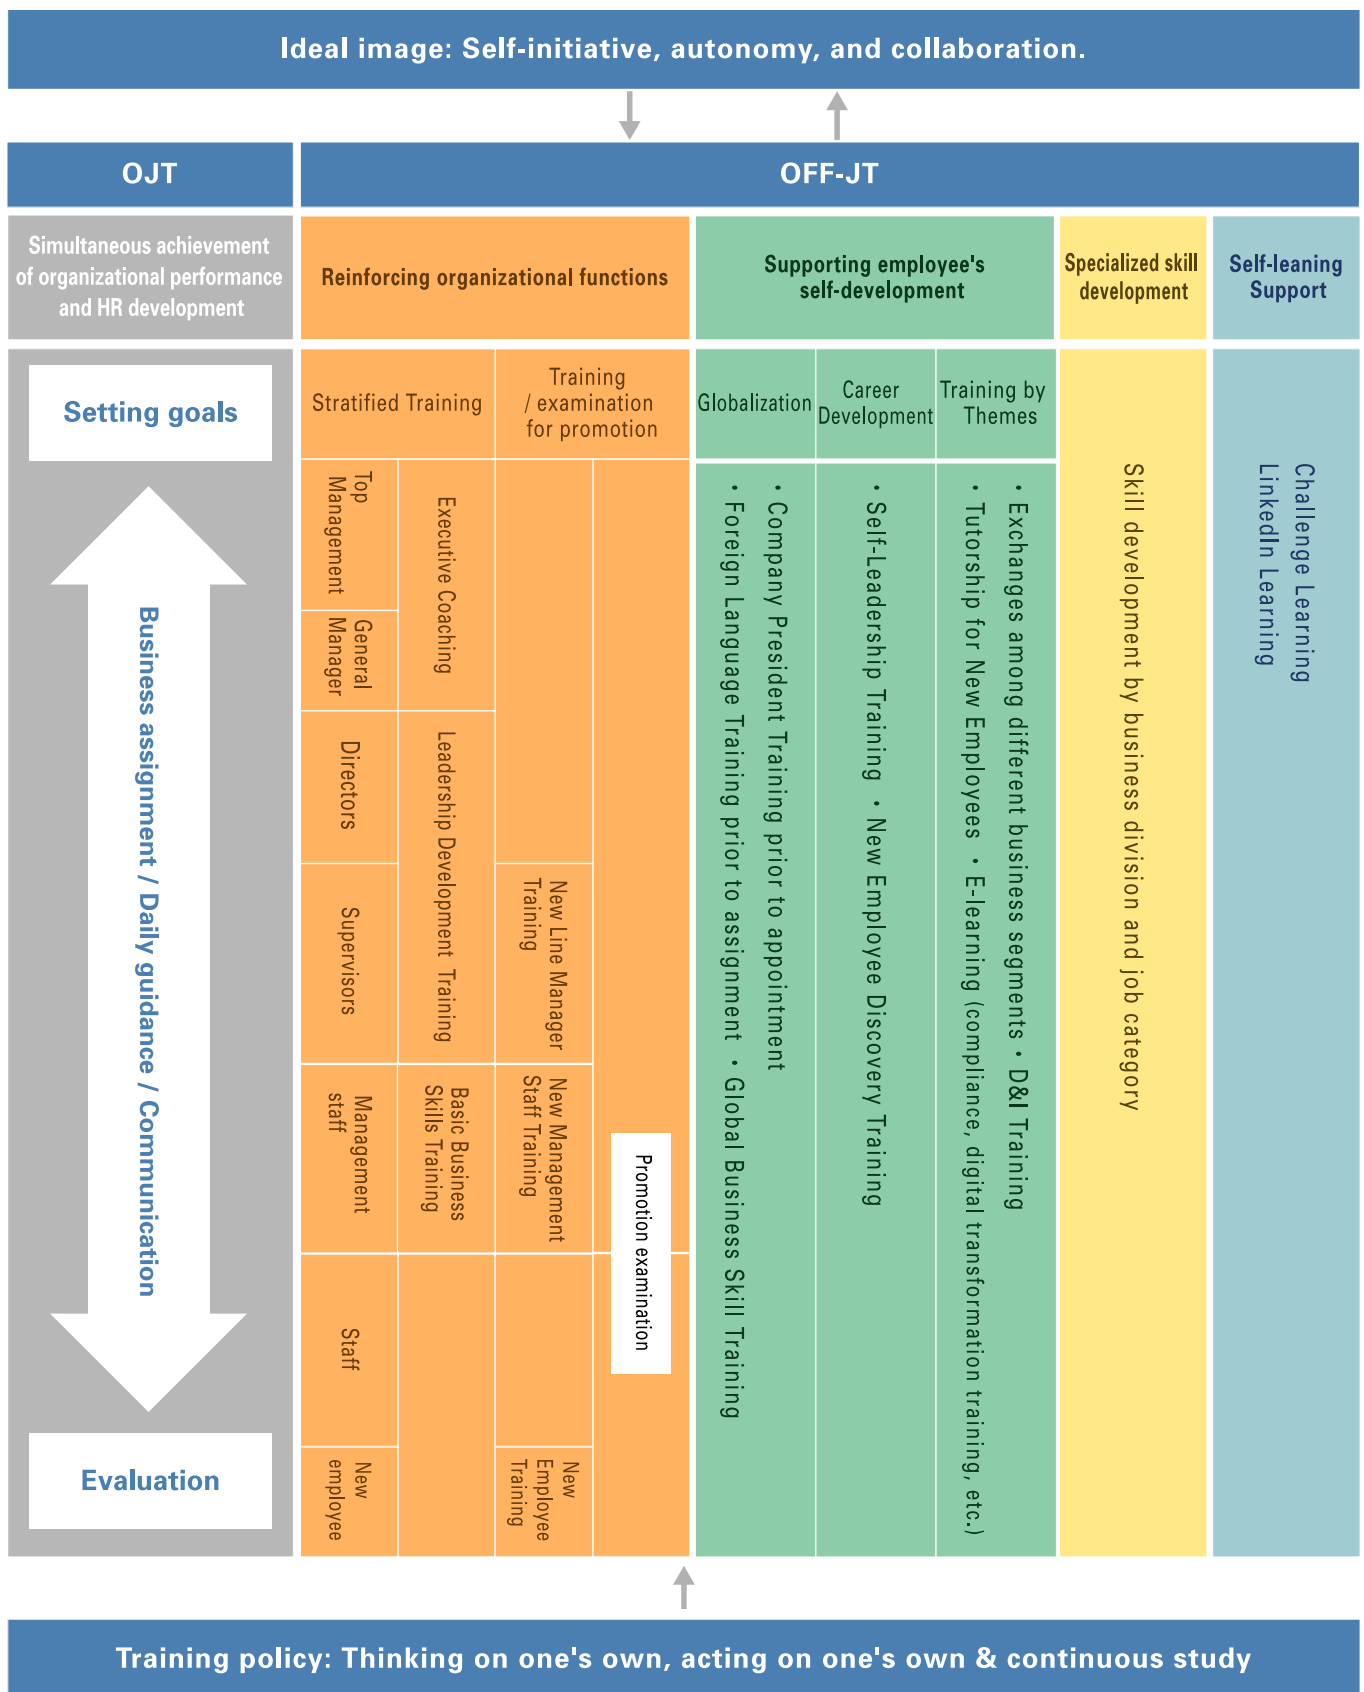 Ideal image: Self-initiative, autonomy, and collaboration.
OJT
OFF-JT
Simultaneous achievement
of organizational performance
and HR development
Reinforcing organizational functions
Supporting employee's
self-development
Specialized skill
development
Self-leaning
Support
Setting goals
Business assignment / Daily guidance / Communication
Evaluation
Stratified Training
Training
/ examination
for promotion
Globalization
Career
Development
Training by
Themes
Top
Management
General
Manager
Directors
Supervisors
Management
staff
Staff
New
employee
Executive Coaching
Leadership Development Training
Basic Business
Skills Training
New Line Manager
Training
New Management
Staff Training
New
Employee
Training
Promotion examination
・Company President Training prior to appointment
・Foreign Language Training prior to assignment ・Global Business Skill Training
・Self-Leadership Training ・New Employee Discovery Training
・Exchanges among different business segments ・D&I Training
・Tutorship for New Employees ・E-learning (compliance, digital transformation training, etc.)
Skill development by business division and job category
Challenge Learning
LinkedIn Learning
Training policy: Thinking on one's own, acting on one's own & continuous study